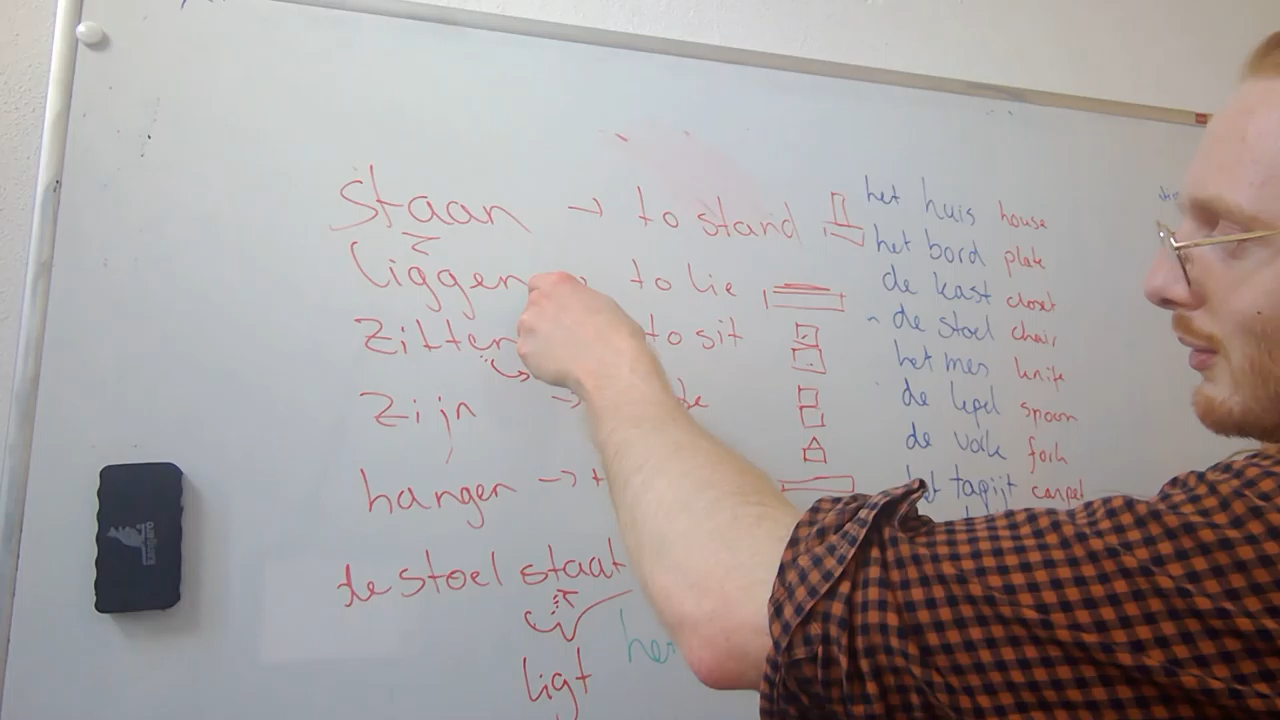 staan → to stand
liggen to lie
zitten to sit
zijn →
hangen →
de stoel staat
ligt
het huis house
het bord plate
de kast closet
de stoel chair
het mes knife
de lepel spoon
de vork fork
het tapijt carpet
kangaro